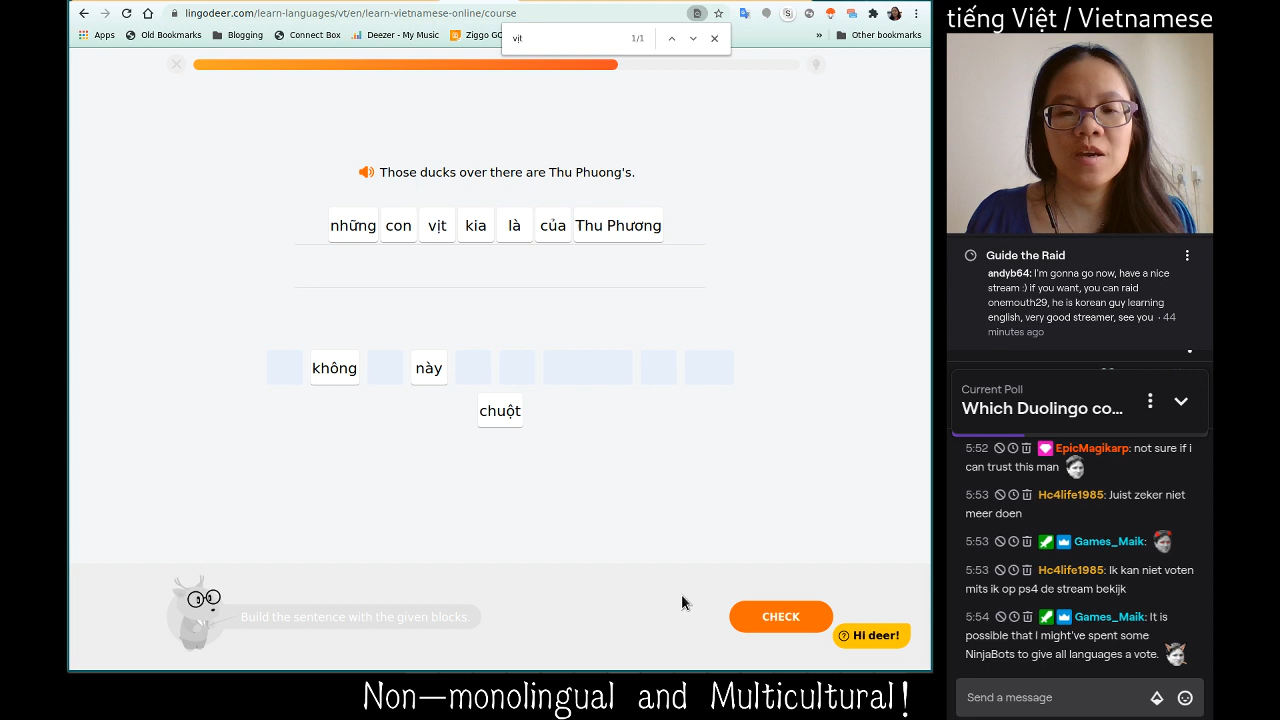 lingodeer.com/learn-languages/vt/en/learn-vietnamese-online/course
Apps
Old Bookmarks
Blogging
Connect Box
Deezer - My Music
Ziggo GO
»
Other bookmarks
vịt
1/1
Those ducks over there are Thu Phuong's.
những con vịt kia là của Thu Phương
không này
chuột
Build the sentence with the given blocks.
CHECK
Hi deer!
tiếng Việt / Vietnamese
Guide the Raid
andyb64: I'm gonna go now, have a nice
stream :) if you want, you can raid
onemouth29, he is korean guy learning
english, very good streamer, see you · 44
minutes ago
Current Poll
Which Duolingo co...
5:52 EpicMagikarp: not sure if i
can trust this man
5:53 Hc4life1985: Juist zeker niet
meer doen
5:53 Games_Maik:
5:53 Hc4life1985: Ik kan niet voten
mits ik op ps4 de stream bekijk
5:54 Games_Maik: It is
possible that I might've spent some
NinjaBots to give all languages a vote.
Send a message
Non-monolingual and Multicultural!